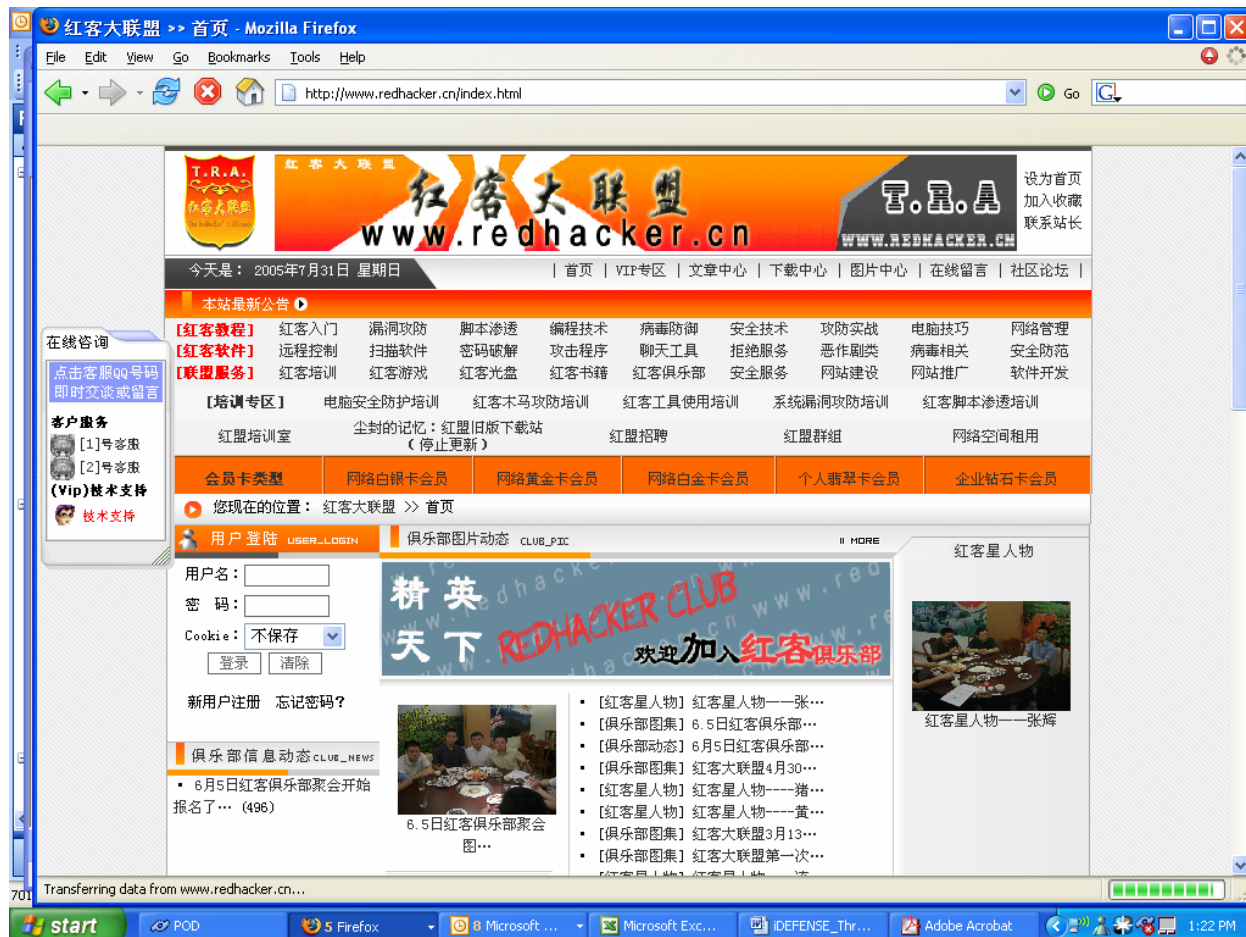 红客大联盟 >> 首页 - Mozilla Firefox
File Edit View Go Bookmarks Tools Help
http://www.redhacker.cn/index.html Go G
T.R.A.
红客大联盟
红客大联盟
红客大联盟
www.redhacker.cn
T.R.A
WWW.REDHACKER.CN
设为首页
加入收藏
联系站长
今天是： 2005年7月31日 星期日 | 首页 | VIP专区 | 文章中心 | 下载中心 | 图片中心 | 在线留言 | 社区论坛 |
本站最新公告
[红客教程] 红客入门 漏洞攻防 脚本渗透 编程技术 病毒防御 安全技术 攻防实战 电脑技巧 网络管理
[红客软件] 远程控制 扫描软件 密码破解 攻击程序 聊天工具 拒绝服务 恶作剧类 病毒相关 安全防范
[联盟服务] 红客培训 红客游戏 红客光盘 红客书籍 红客俱乐部 安全服务 网站建设 网站推广 软件开发
[培训专区] 电脑安全防护培训 红客木马攻防培训 红客工具使用培训 系统漏洞攻防培训 红客脚本渗透培训
红盟培训室 尘封的记忆：红盟旧版下载站 红盟招聘 红盟群组 网络空间租用
(停止更新)
会员卡类型 网络白银卡会员 网络黄金卡会员 网络白金卡会员 个人翡翠卡会员 企业钻石卡会员
您现在的位置： 红客大联盟 >> 首页
在线咨询
点击客服QQ号码
即时交谈或留言
客户服务
[1]号客服
[2]号客服
(Vip)技术支持
技术支持
用户登陆 USER_LOGIN
用户名：
密 码：
Cookie： 不保存
登录 清除
新用户注册 忘记密码?
俱乐部信息动态 CLUB_NEWS
6月5日红客俱乐部聚会开始
报名了… (496)
俱乐部图片动态 CLUB_PIC MORE
精英
天下
REDHACKER CLUB
www.redhacker.cn
欢迎加入红客俱乐部
6.5日红客俱乐部聚会
图…
[红客星人物] 红客星人物——张…
[俱乐部图集] 6.5日红客俱乐部…
[俱乐部动态] 6月5日红客俱乐部…
[俱乐部图集] 红客大联盟4月30…
[红客星人物] 红客星人物----猪…
[红客星人物] 红客星人物----黄…
[俱乐部图集] 红客大联盟3月13…
[俱乐部图集] 红客大联盟第一次…
红客星人物
红客星人物——张辉
Transferring data from www.redhacker.cn...
start POD 5 Firefox 8 Microsoft ... Microsoft Exc... iDEFENSE_Thr... Adobe Acrobat 1:22 PM